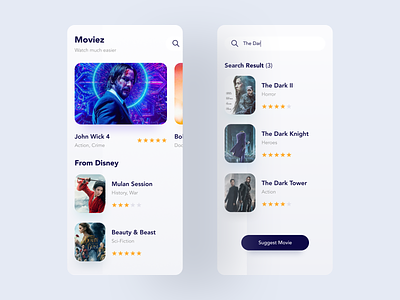 Moviez
Watch much easier
John Wick 4
Action, Crime
Bo
From Disney
Mulan Session
History, War
Beauty & Beast
Sci-Fiction
The Dar
Search Result (3)
The Dark II
Horror
The Dark Knight
Heroes
The Dark Tower
Action
Suggest Movie